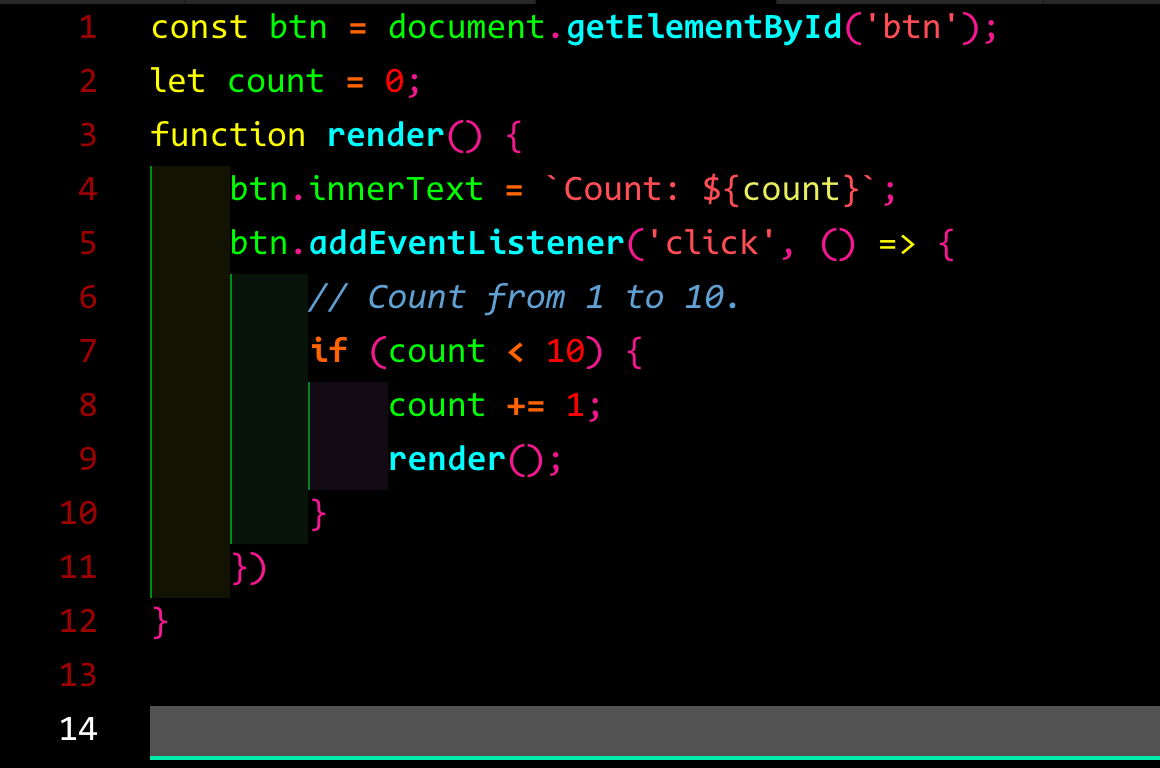 1 const btn = document.getElementById('btn');
2 let count = 0;
3 function render() {
4     btn.innerText = `Count: ${count}`;
5     btn.addEventListener('click', () => {
6         // Count from 1 to 10.
7         if (count < 10) {
8             count += 1;
9             render();
10         }
11     })
12 }
13
14